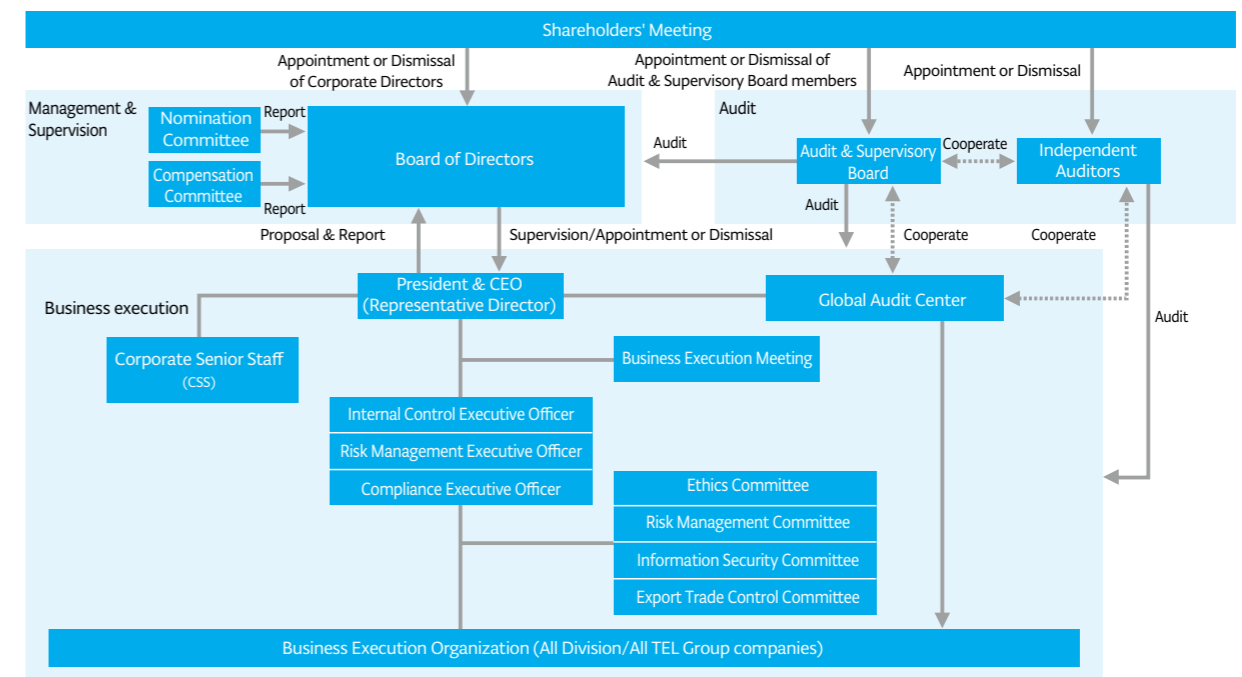 Shareholders' Meeting
Appointment or Dismissal
of Corporate Directors
Appointment or Dismissal of
Audit & Supervisory Board members
Appointment or Dismissal
Management &
Supervision
Nomination
Committee
Report
Compensation
Committee
Report
Board of Directors
Audit
Audit
Audit & Supervisory
Board
Cooperate
Independent
Auditors
Audit
Proposal & Report
Supervision/Appointment or Dismissal
Cooperate
Cooperate
Business execution
President & CEO
(Representative Director)
Global Audit Center
Audit
Corporate Senior Staff
(CSS)
Business Execution Meeting
Internal Control Executive Officer
Risk Management Executive Officer
Compliance Executive Officer
Ethics Committee
Risk Management Committee
Information Security Committee
Export Trade Control Committee
Business Execution Organization (All Division/All TEL Group companies)